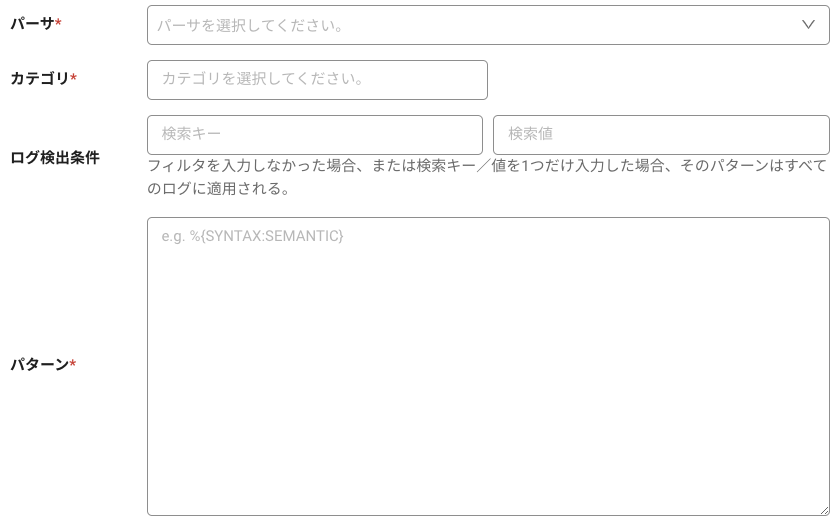 パーサ*
パーサを選択してください。
カテゴリ*
カテゴリを選択してください。
ログ検出条件
検索キー
検索値
フィルタを入力しなかった場合、または検索キー／値を1つだけ入力した場合、そのパターンはすべて
のログに適用される。
パターン*
e.g. %{SYNTAX:SEMANTIC}